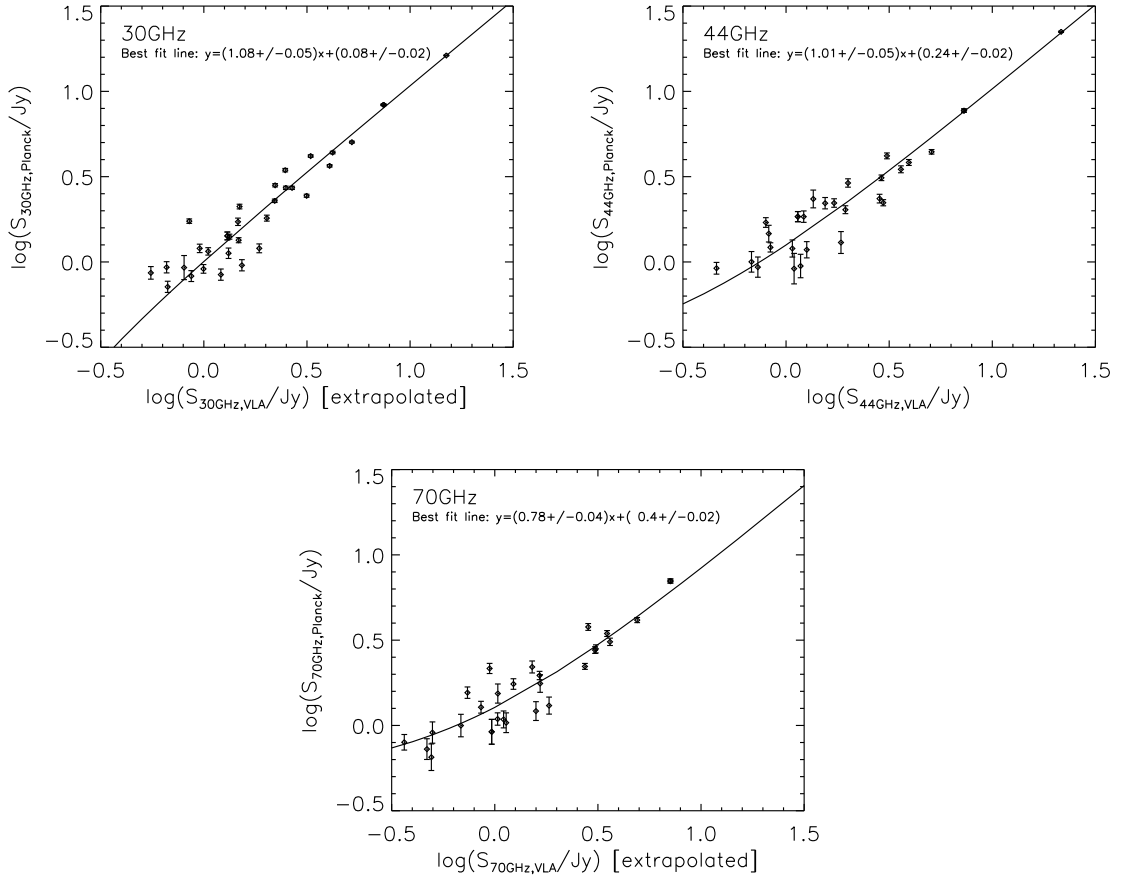 30GHz
Best fit line: y=(1.08+/-0.05)x+(0.08+/-0.02)
log(S30GHz,Planck/Jy)
1.5
1.0
0.5
0.0
-0.5
-0.5 0.0 0.5 1.0 1.5
log(S30GHz,VLA/Jy) [extrapolated]
44GHz
Best fit line: y=(1.01+/-0.05)x+(0.24+/-0.02)
log(S44GHz,Planck/Jy)
1.5
1.0
0.5
0.0
-0.5
-0.5 0.0 0.5 1.0 1.5
log(S44GHz,VLA/Jy)
70GHz
Best fit line: y=(0.78+/-0.04)x+( 0.4+/-0.02)
log(S70GHz,Planck/Jy)
1.5
1.0
0.5
0.0
-0.5
-0.5 0.0 0.5 1.0 1.5
log(S70GHz,VLA/Jy) [extrapolated]